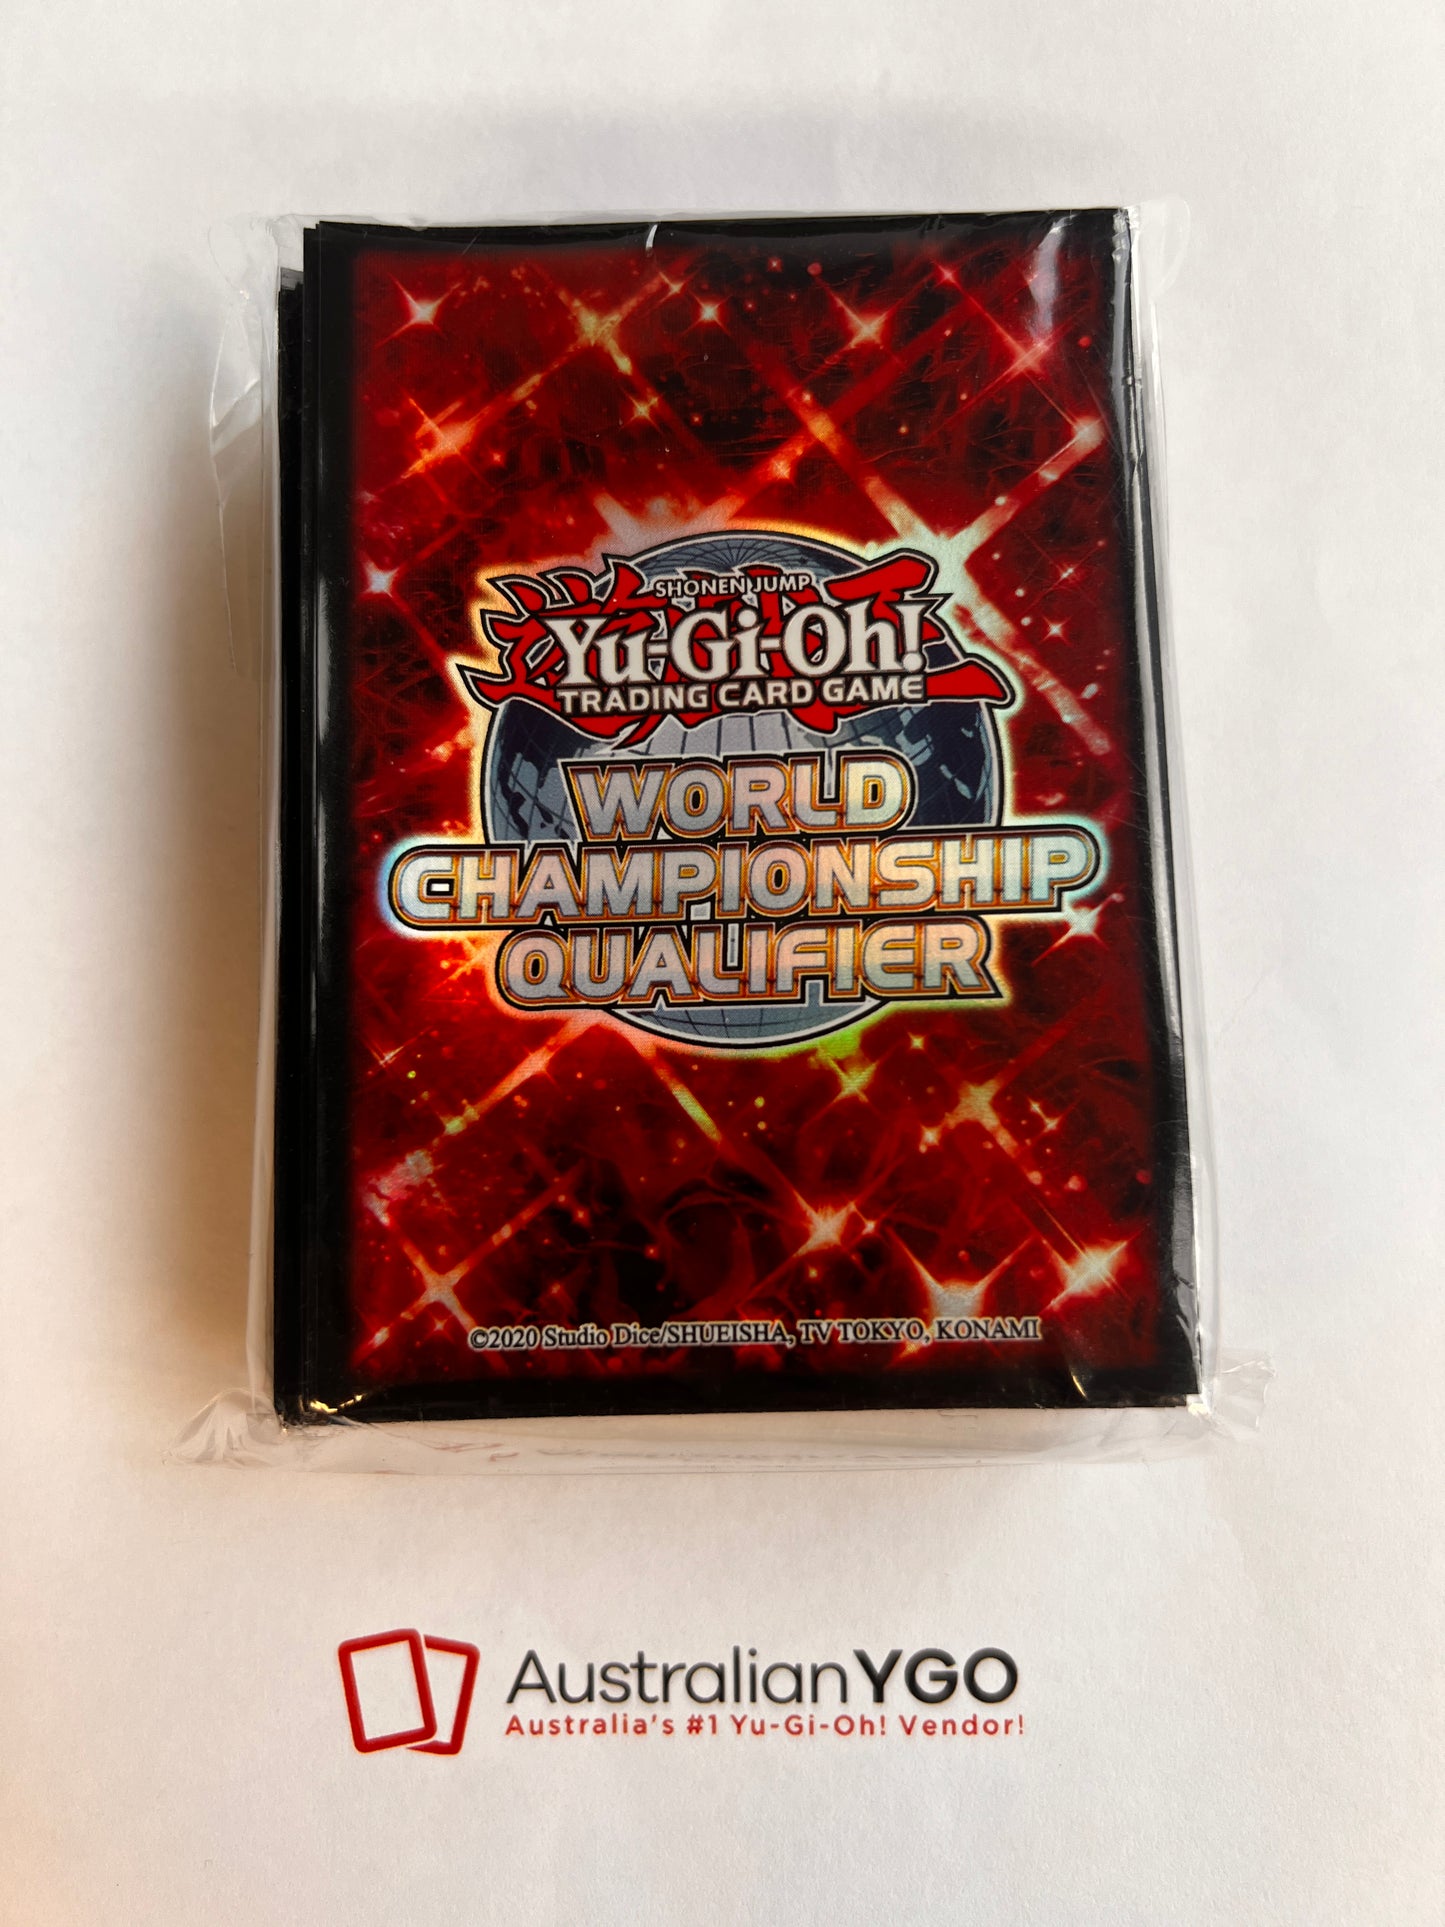 SHONEN JUMP
Yu-Gi-Oh!
TRADING CARD GAME
WORLD
CHAMPIONSHIP
QUALIFIER
©2020 Studio Dice/SHUEISHA, TV TOKYO, KONAMI
AustralianYGO
Australia's #1 Yu-Gi-Oh! Vendor!